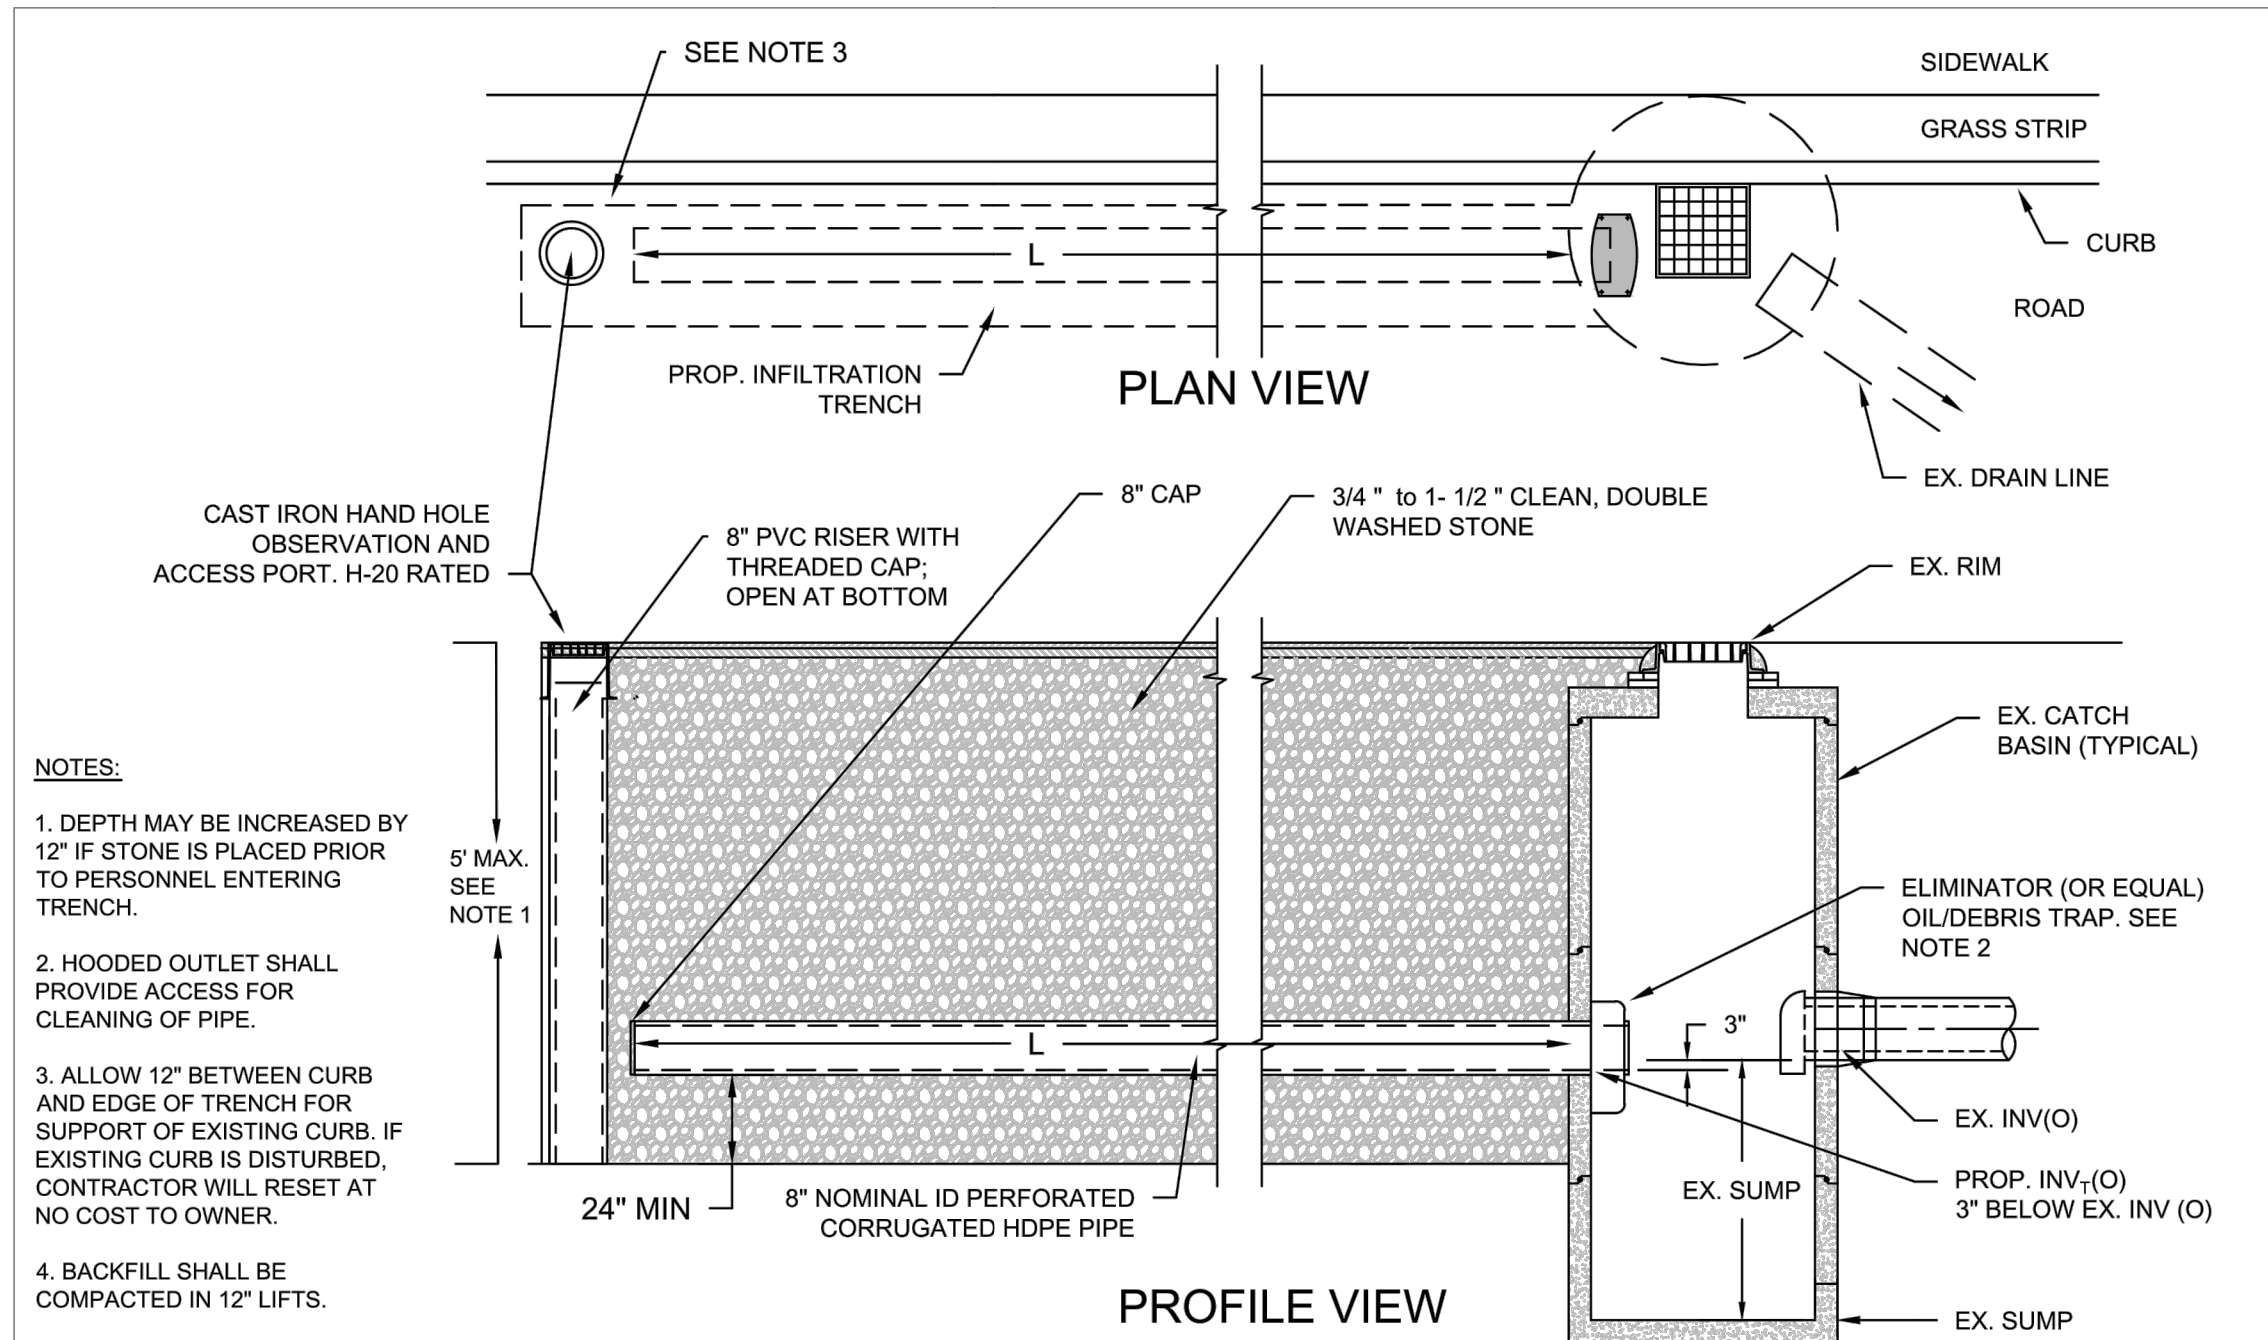 SEE NOTE 3
SIDEWALK
GRASS STRIP
CURB
ROAD
L
PROP. INFILTRATION
TRENCH
PLAN VIEW
EX. DRAIN LINE
CAST IRON HAND HOLE
OBSERVATION AND
ACCESS PORT. H-20 RATED
8" PVC RISER WITH
THREADED CAP;
OPEN AT BOTTOM
8" CAP
3/4 " to 1- 1/2 " CLEAN, DOUBLE
WASHED STONE
EX. RIM
EX. CATCH
BASIN (TYPICAL)
NOTES:
1. DEPTH MAY BE INCREASED BY
12" IF STONE IS PLACED PRIOR
TO PERSONNEL ENTERING
TRENCH.
2. HOODED OUTLET SHALL
PROVIDE ACCESS FOR
CLEANING OF PIPE.
3. ALLOW 12" BETWEEN CURB
AND EDGE OF TRENCH FOR
SUPPORT OF EXISTING CURB. IF
EXISTING CURB IS DISTURBED,
CONTRACTOR WILL RESET AT
NO COST TO OWNER.
4. BACKFILL SHALL BE
COMPACTED IN 12" LIFTS.
5' MAX.
SEE
NOTE 1
ELIMINATOR (OR EQUAL)
OIL/DEBRIS TRAP. SEE
NOTE 2
L
3"
EX. INV(O)
24" MIN
8" NOMINAL ID PERFORATED
CORRUGATED HDPE PIPE
EX. SUMP
PROP. INVT(O)
3" BELOW EX. INV (O)
PROFILE VIEW
EX. SUMP